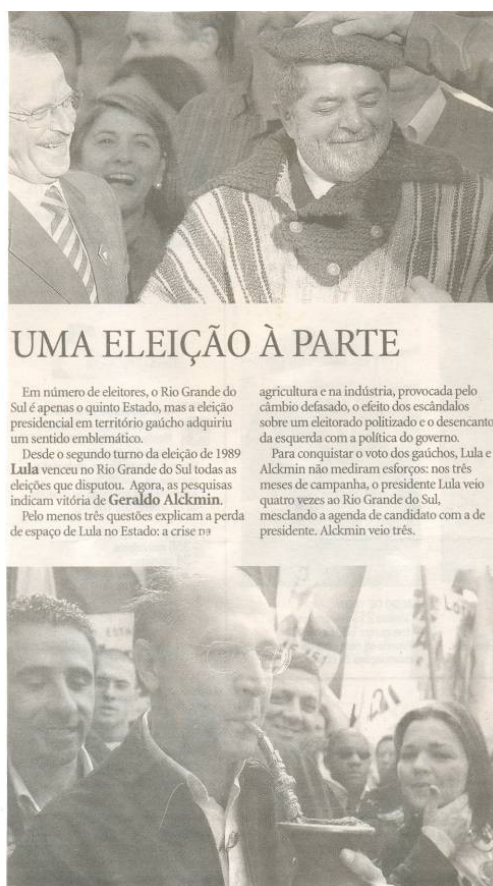 UMA ELEIÇÃO À PARTE
Em número de eleitores, o Rio Grande do
Sul é apenas o quinto Estado, mas a eleição
presidencial em território gaúcho adquiriu
um sentido emblemático.
Desde o segundo turno da eleição de 1989
Lula venceu no Rio Grande do Sul todas as
eleições que disputou. Agora, as pesquisas
indicam vitória de Geraldo Alckmin.
Pelo menos três questões explicam a perda
de espaço de Lula no Estado: a crise na
agricultura e na indústria, provocada pelo
câmbio defasado, o efeito dos escândalos
sobre um eleitorado politizado e o desencanto
da esquerda com a política do governo.
Para conquistar o voto dos gaúchos, Lula e
Alckmin não mediram esforços: nos três
meses de campanha, o presidente Lula veio
quatro vezes ao Rio Grande do Sul,
mesclando a agenda de candidato com a de
presidente. Alckmin veio três.